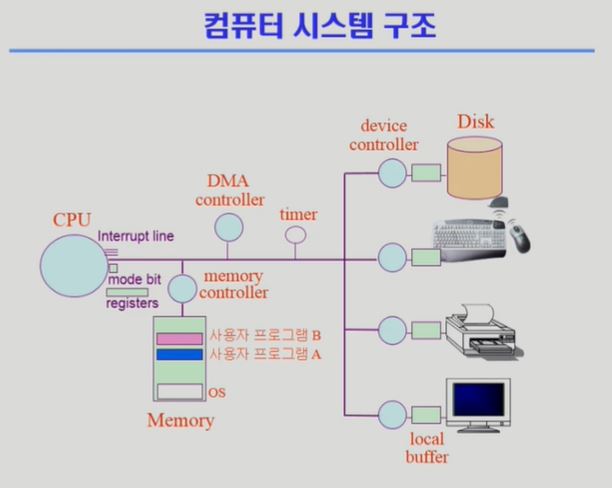 컴퓨터 시스템 구조
device
controller
Disk
DMA
controller
timer
CPU
Interrupt line
mode bit
registers
memory
controller
사용자 프로그램 B
사용자 프로그램 A
OS
Memory
local
buffer